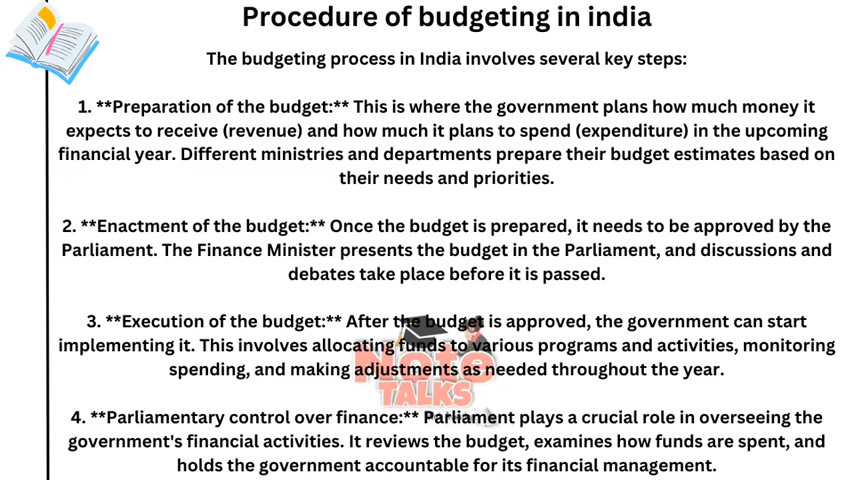 Procedure of budgeting in india
The budgeting process in India involves several key steps:
1. **Preparation of the budget:** This is where the government plans how much money it
expects to receive (revenue) and how much it plans to spend (expenditure) in the upcoming
financial year. Different ministries and departments prepare their budget estimates based on
their needs and priorities.
2. **Enactment of the budget:** Once the budget is prepared, it needs to be approved by the
Parliament. The Finance Minister presents the budget in the Parliament, and discussions and
debates take place before it is passed.
3. **Execution of the budget:** After the budget is approved, the government can start
implementing it. This involves allocating funds to various programs and activities, monitoring
spending, and making adjustments as needed throughout the year.
Note
TALKS
4. **Parliamentary control over finance:** Parliament plays a crucial role in overseeing the
government's financial activities. It reviews the budget, examines how funds are spent, and
holds the government accountable for its financial management.